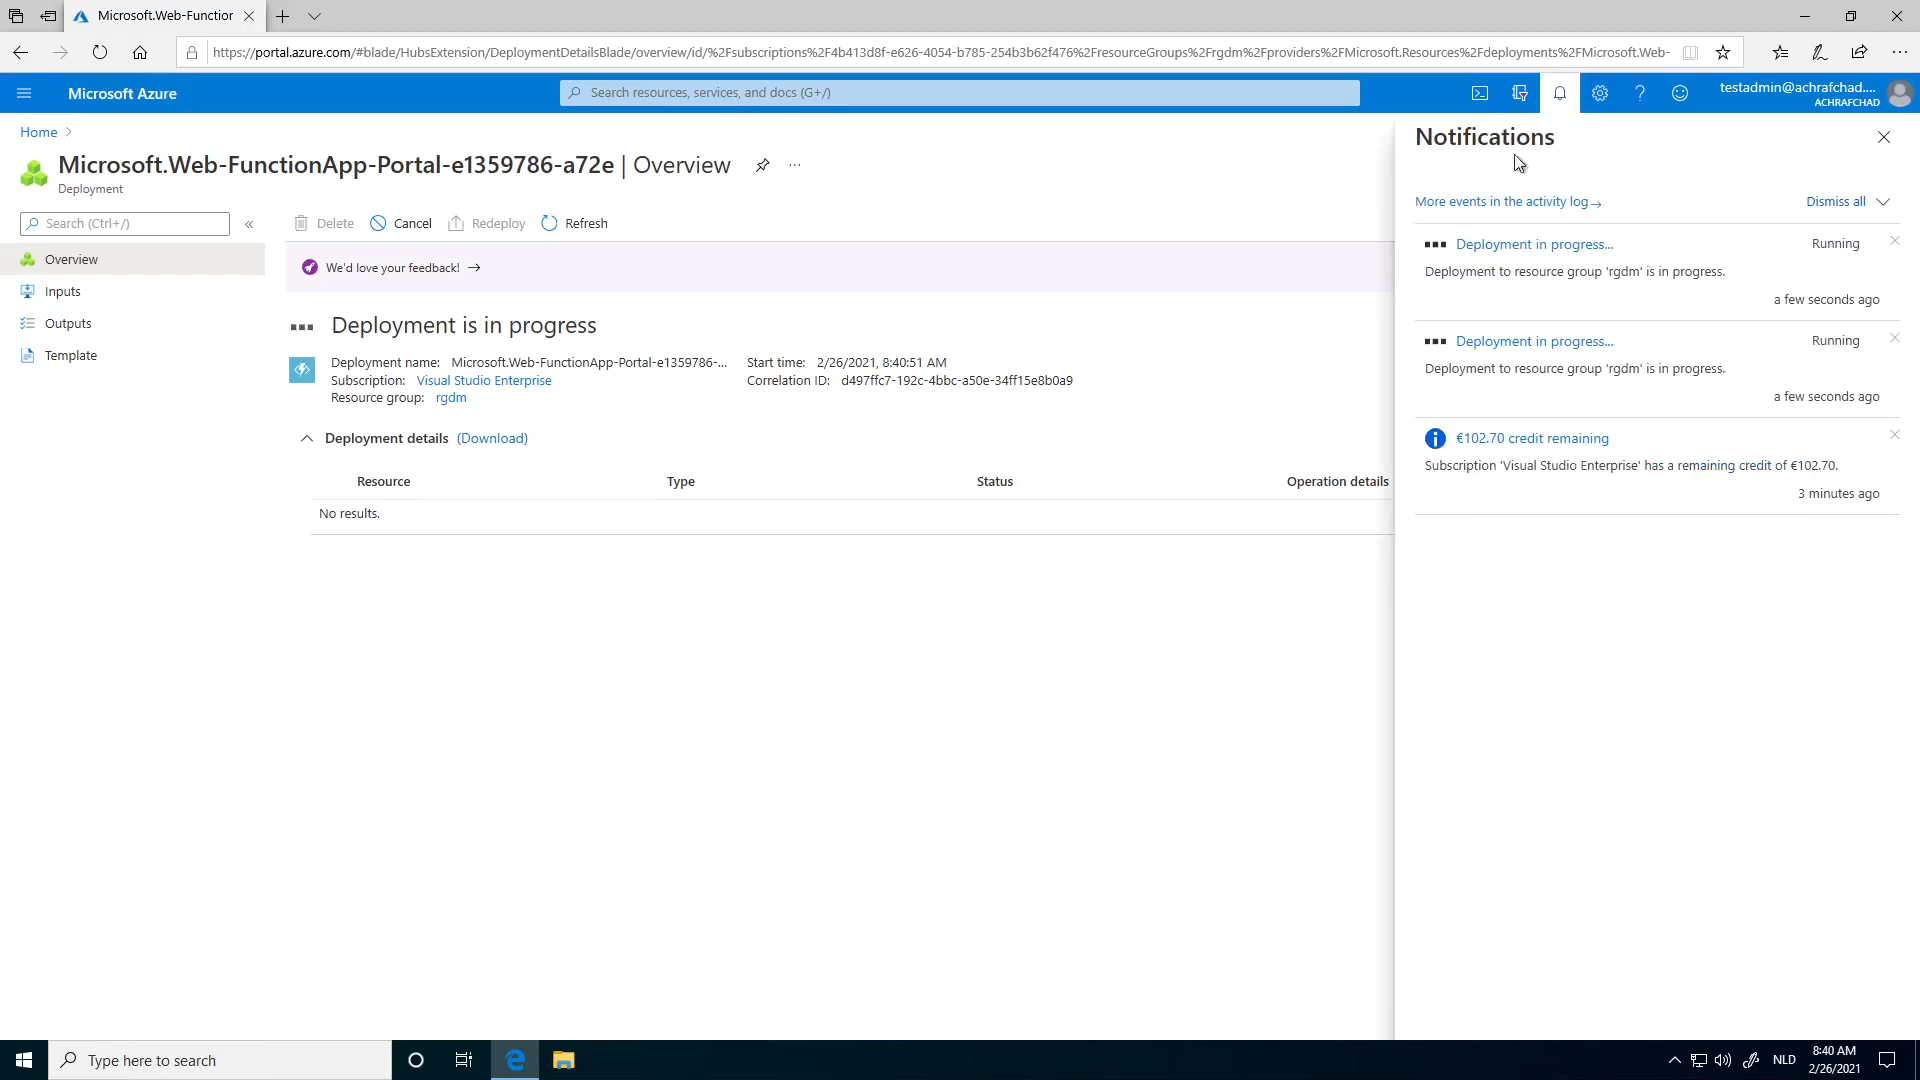 Microsoft.Web-Function
https://portal.azure.com/#blade/HubsExtension/DeploymentDetailsBlade/overview/id/%2Fsubscriptions%2F4b413d8f-e626-4054-b785-254b3b62f476%2FresourceGroups%2Frgdm%2Fproviders%2FMicrosoft.Resources%2Fdeployments%2FMicrosoft.Web-
Microsoft Azure
Search resources, services, and docs (G+/)
testadmin@achrafchad....
ACHRAFCHAD
Home
Microsoft.Web-FunctionApp-Portal-e1359786-a72e | Overview
Deployment
Search (Ctrl+/)
Delete
Cancel
Redeploy
Refresh
Overview
Inputs
Outputs
Template
We'd love your feedback! →
Deployment is in progress
Deployment name: Microsoft.Web-FunctionApp-Portal-e1359786-...
Subscription: Visual Studio Enterprise
Resource group: rgdm
Start time: 2/26/2021, 8:40:51 AM
Correlation ID: d497ffc7-192c-4bbc-a50e-34ff15e8b0a9
Deployment details (Download)
Resource Type Status Operation details
No results.
Notifications
More events in the activity log →
Dismiss all
Deployment in progress... Running
Deployment to resource group 'rgdm' is in progress.
a few seconds ago
Deployment in progress... Running
Deployment to resource group 'rgdm' is in progress.
a few seconds ago
€102.70 credit remaining
Subscription 'Visual Studio Enterprise' has a remaining credit of €102.70.
3 minutes ago
Type here to search
NLD
8:40 AM
2/26/2021